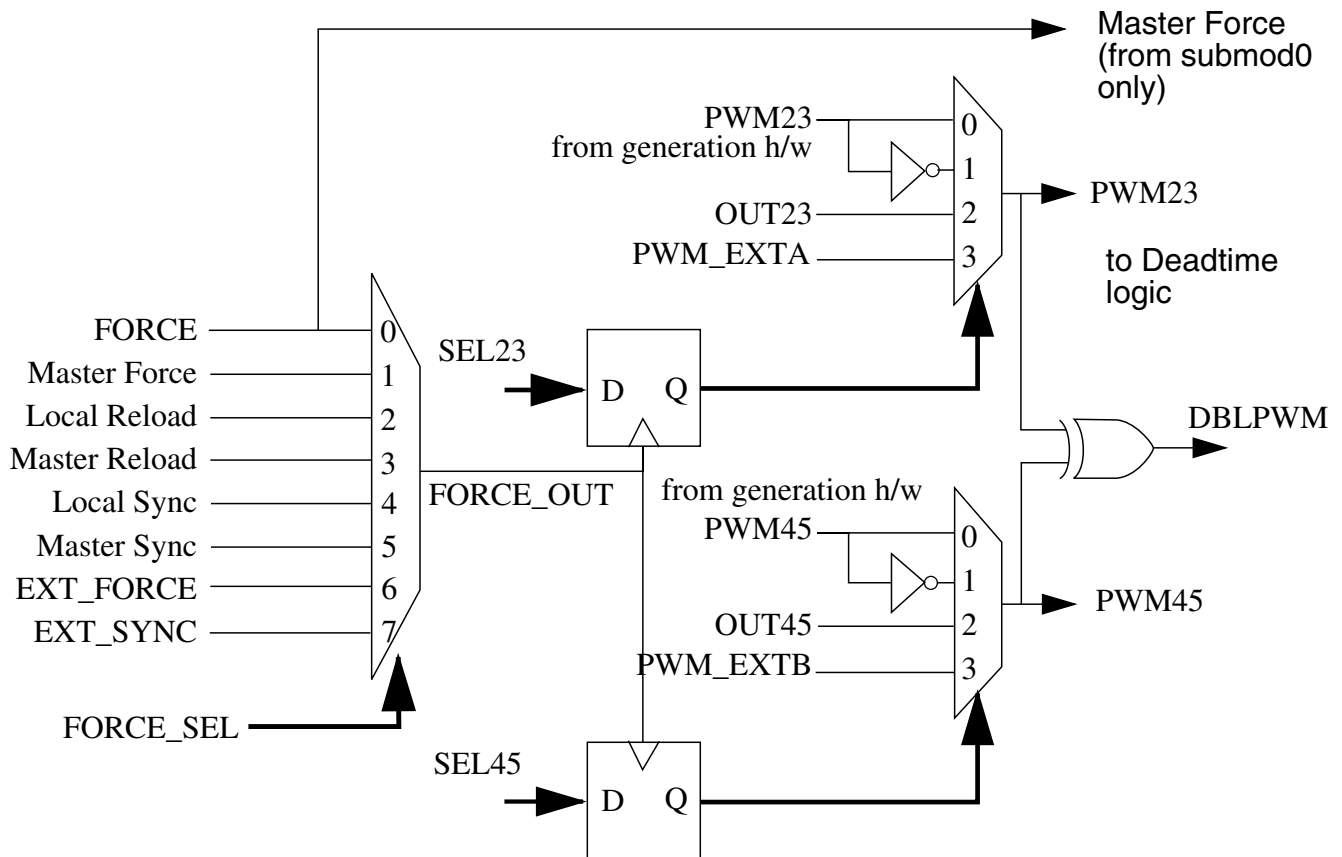 Master Force
(from submod0
only)
PWM23
from generation h/w
0
1
OUT23
2
PWM_EXTA
3
PWM23
to Deadtime
logic
FORCE
0
Master Force
1
Local Reload
2
Master Reload
3
Local Sync
4
Master Sync
5
EXT_FORCE
6
EXT_SYNC
7
FORCE_SEL
FORCE_OUT
SEL23
D Q
DBLPWM
from generation h/w
PWM45
0
1
OUT45
2
PWM_EXTB
3
PWM45
SEL45
D Q